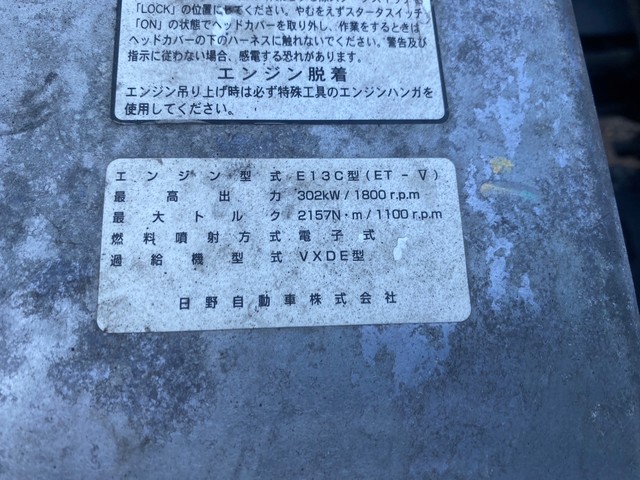 「LOCK」の位置にせてください。やむをえずスタータスイッチ
「ON」の状態でヘッドカバーを取り外し、作業をするときは
ヘッドカバーの下のハーネスに触れないでください。警告及び
指示に従わない場合、感電する恐れがあります。
エンジン脱着
エンジン吊り上げ時は必ず特殊工具のエンジンハンガを
使用してください。
エンジン型式 E13C型(ET-Ⅴ)
最高出力 302kW/1800r.p.m
最大トルク 2157N・m/1100r.p.m
燃料噴射方式 電子式
過給機型式 VXDE型
日野自動車株式会社